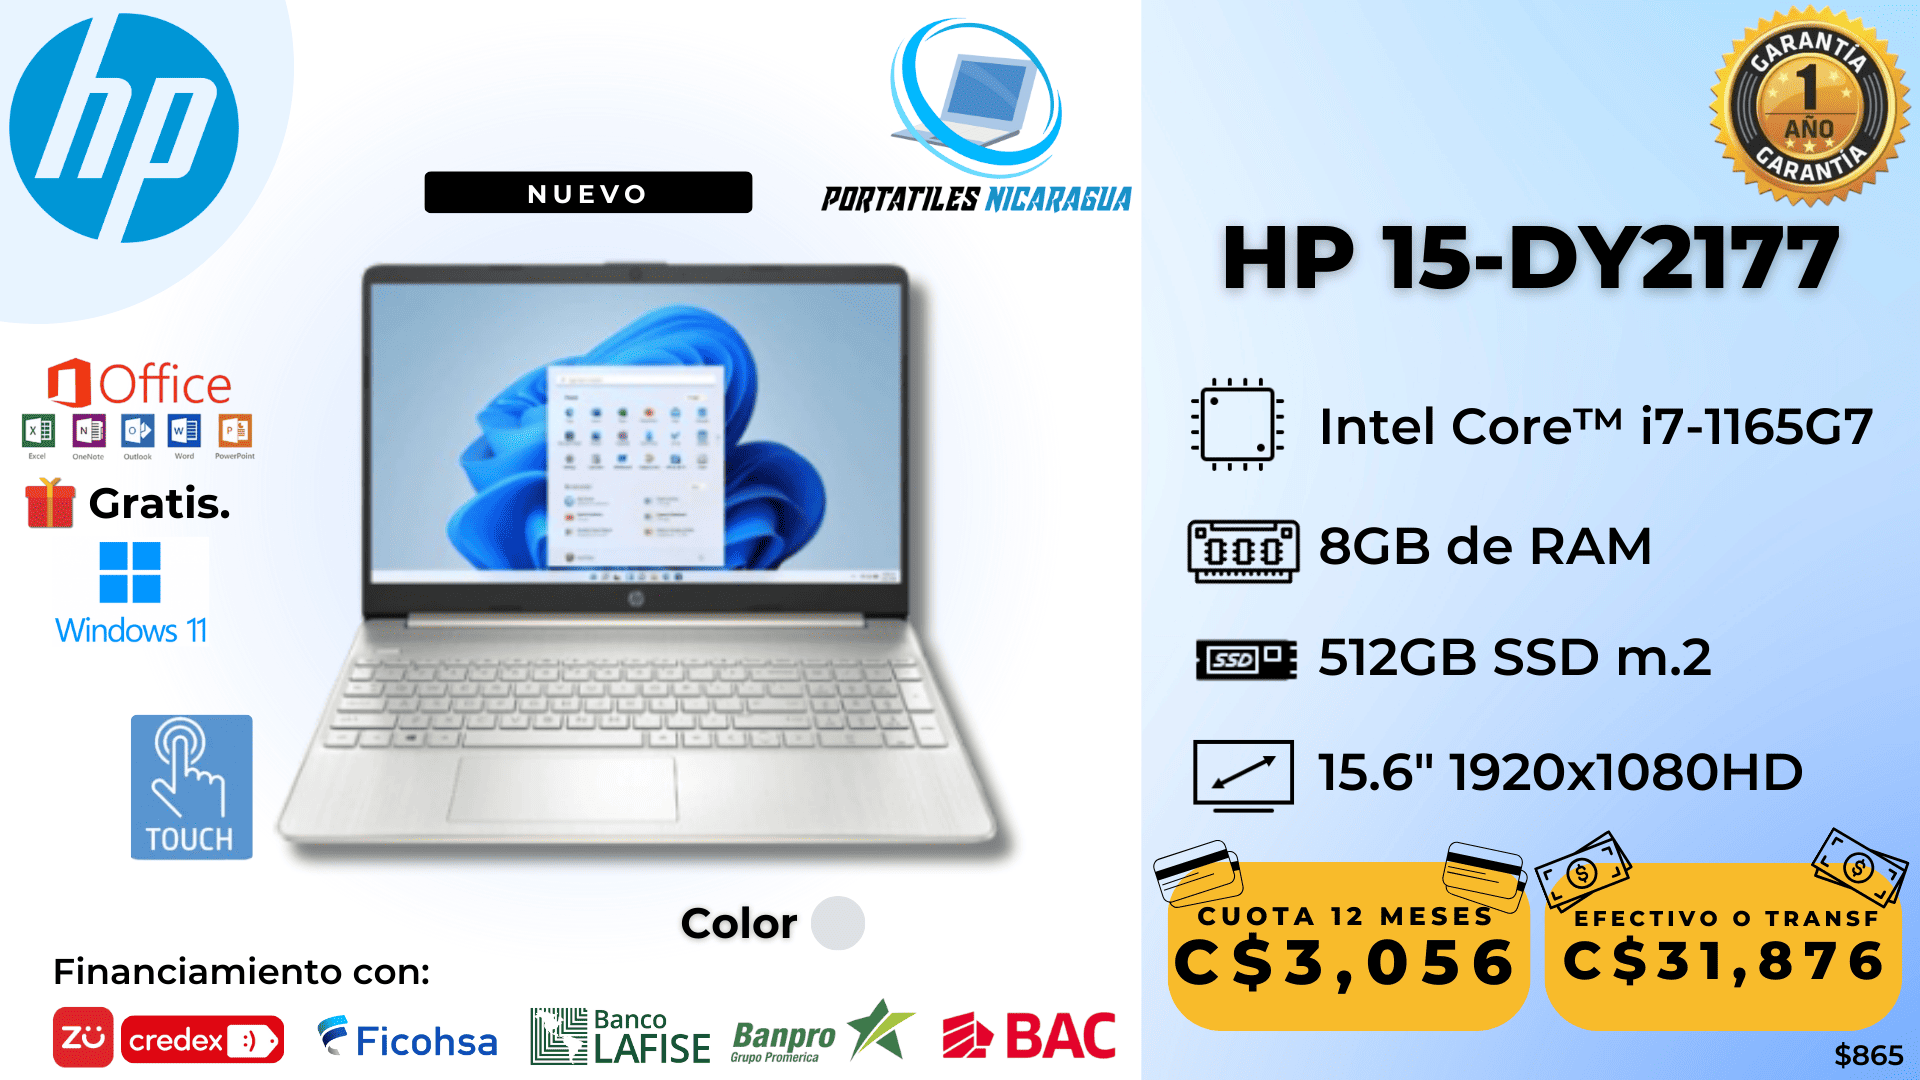 hp
NUEVO
PORTATILES NICARAGUA
GARANTÍA
1
AÑO
GARANTÍA
HP 15-DY2177
Office
Excel
OneNote
Outlook
Word
PowerPoint
Gratis.
Windows 11
TOUCH
Intel Core™ i7-1165G7
8GB de RAM
SSD
512GB SSD m.2
15.6" 1920x1080HD
Color
Financiamiento con:
zü
credex
Ficohsa
Banco
LAFISE
Banpro
Grupo Promerica
BAC
CUOTA 12 MESES
C$3,056
EFECTIVO O TRANSF
C$31,876
$865